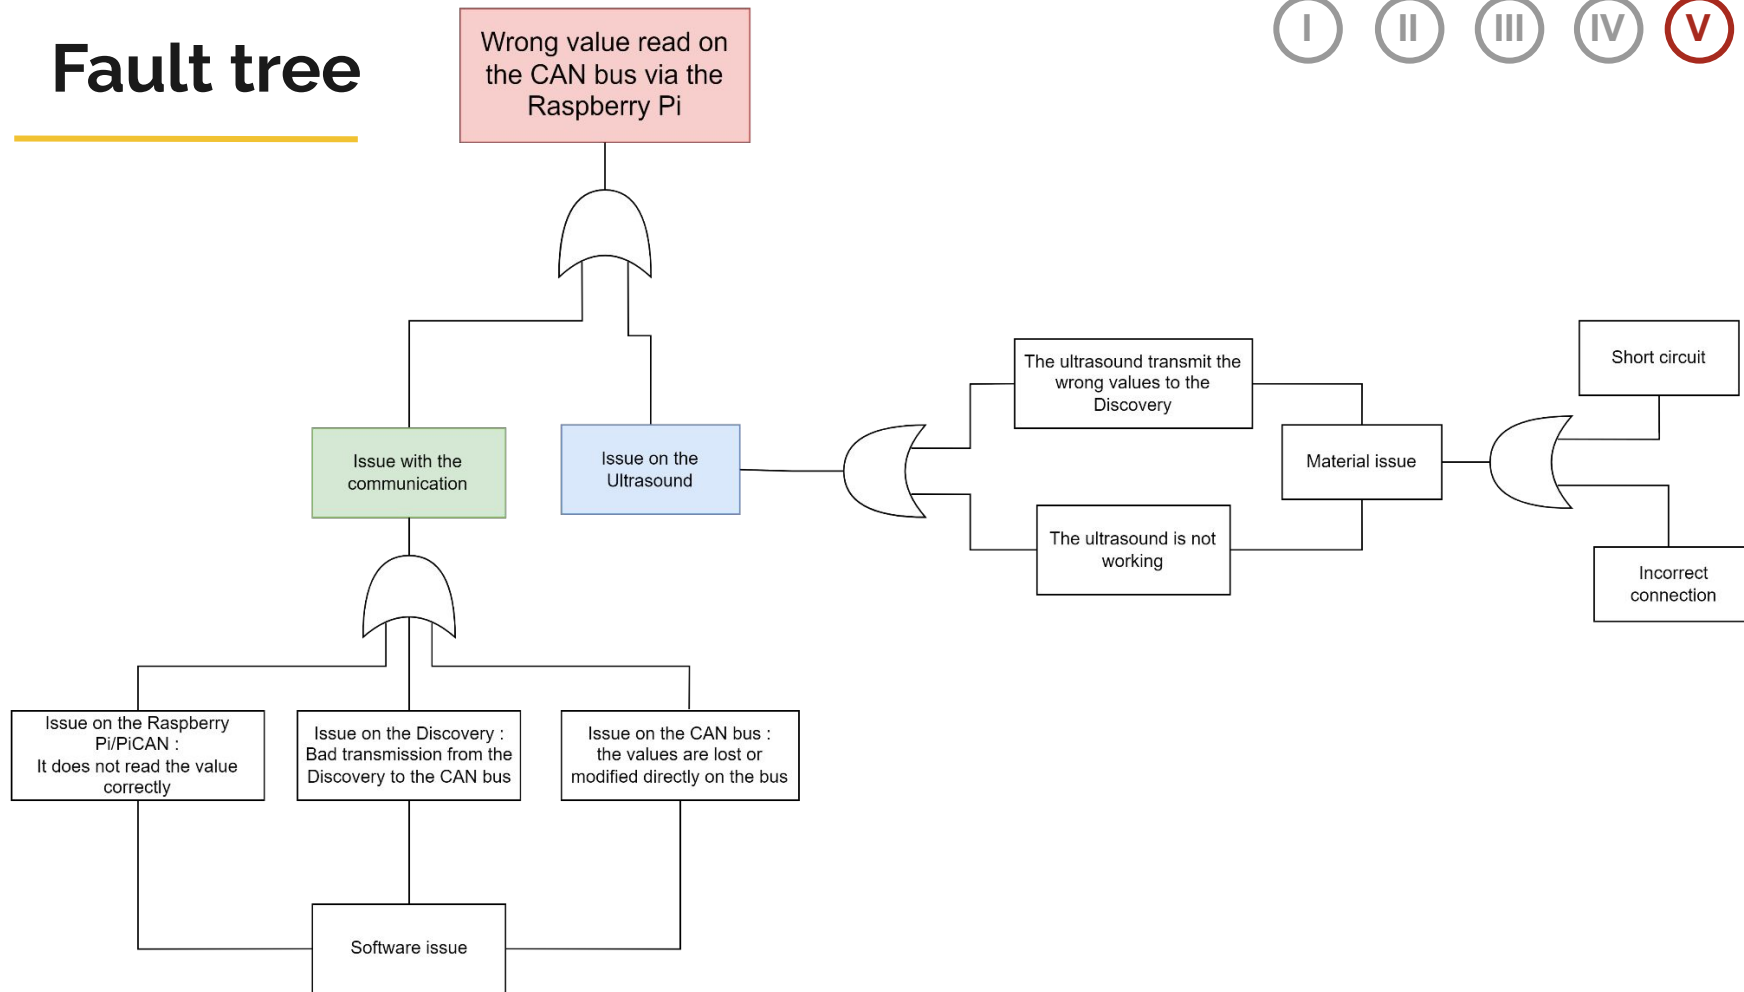 Fault tree
I II III IV V
Wrong value read on
the CAN bus via the
Raspberry Pi
Issue with the
communication
Issue on the
Ultrasound
The ultrasound transmit the
wrong values to the
Discovery
The ultrasound is not
working
Material issue
Short circuit
Incorrect
connection
Issue on the Raspberry
Pi/PiCAN :
It does not read the value
correctly
Issue on the Discovery :
Bad transmission from the
Discovery to the CAN bus
Issue on the CAN bus :
the values are lost or
modified directly on the bus
Software issue